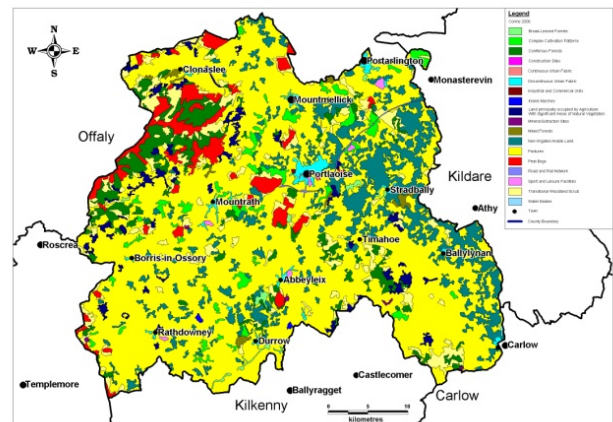 N
W E
S
Legend
Corine 2006
Broad-Leaved Forests
Complex Cultivation Patterns
Coniferous Forests
Construction Sites
Continuous Urban Fabric
Discontinuous Urban Fabric
Industrial and Commercial Units
Inland Marshes
Land principally occupied by Agriculture
With Significant Areas of Natural Vegetation
Mineral Extraction Sites
Mixed Forests
Non-Irrigated Arable Land
Pastures
Peat Bogs
Road and Rail Network
Sport and Leisure Facilities
Transitional Woodland Scrub
Water Bodies
Town
County Boundary
Clonaslee
Portarlington
Monasterevin
Mountmellick
Offaly
Portlaoise
Kildare
Stradbally
Mountrath
Athy
Roscrea
Timahoe
Borris-in Ossory
Ballylynan
Abbeyleix
Rathdowney
Durrow
Carlow
Castlecomer
Templemore
Ballyragget
Carlow
Kilkenny
kilometres